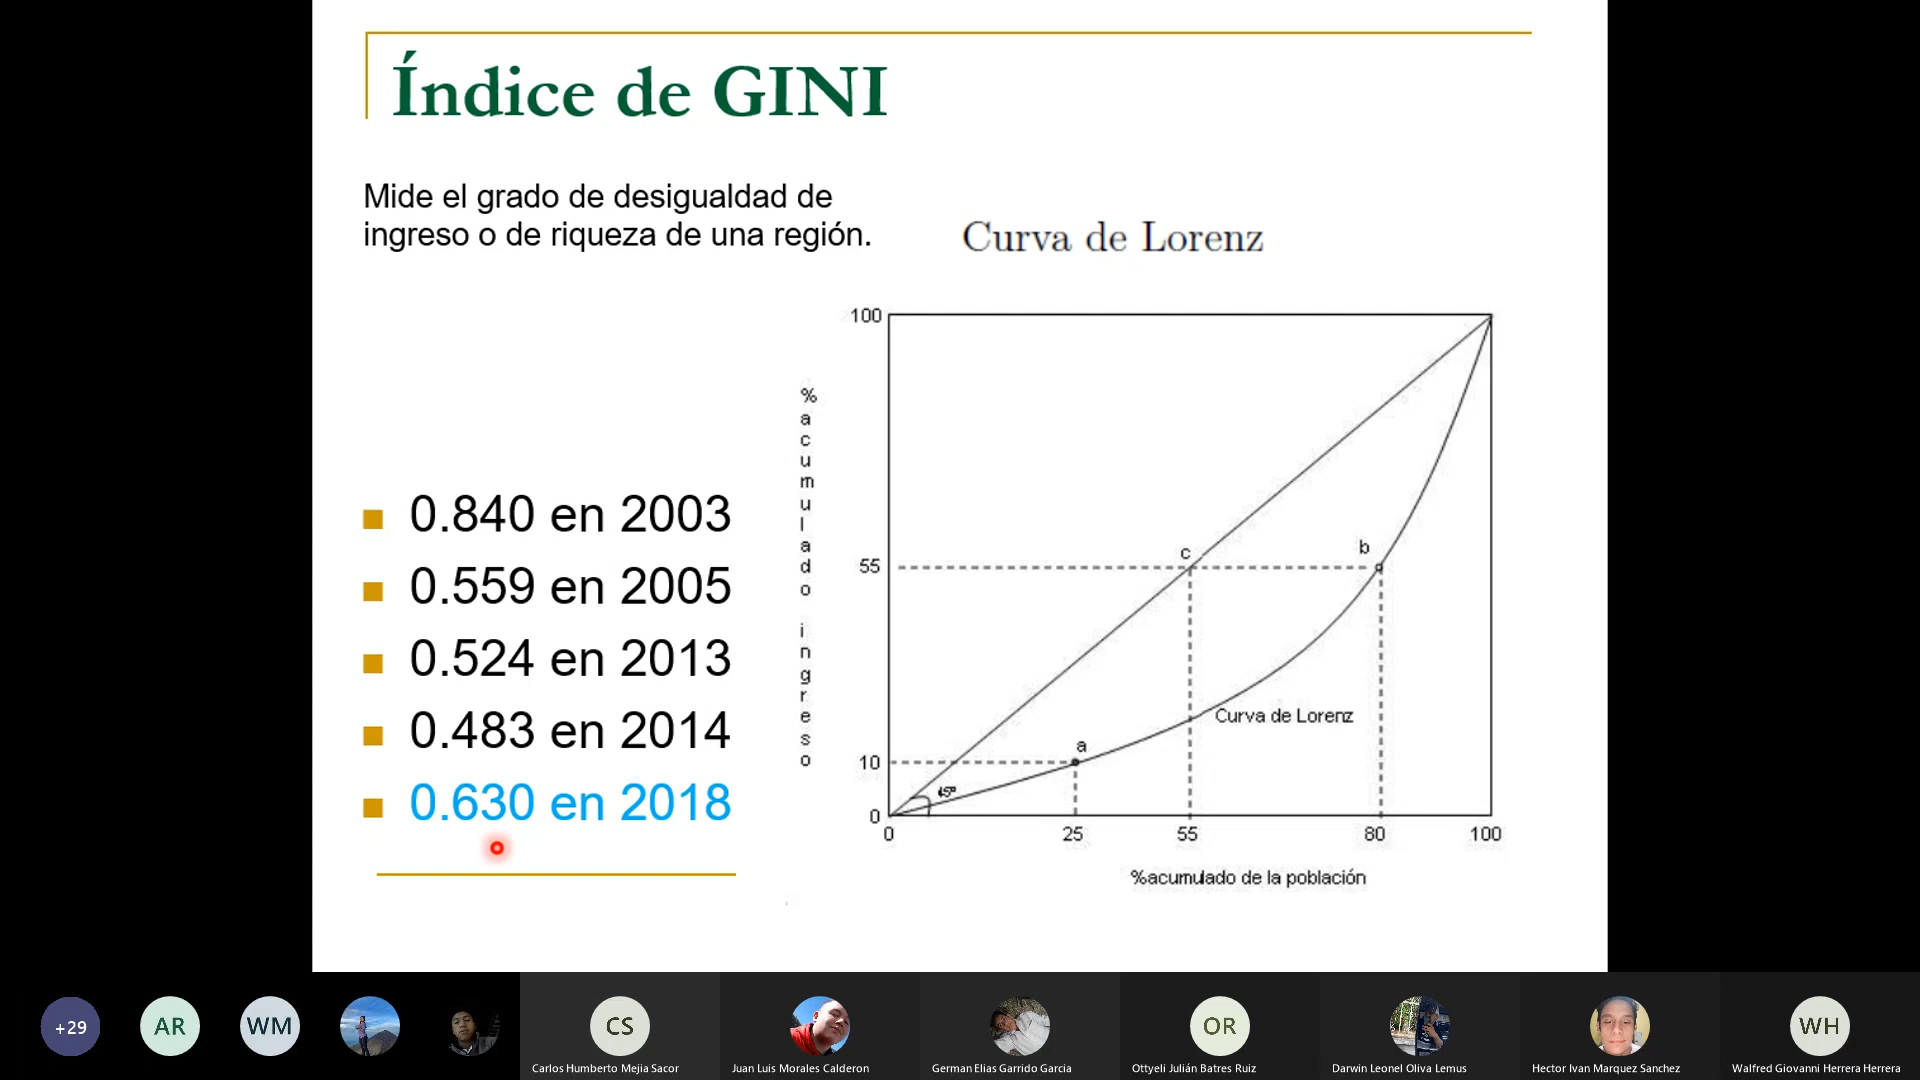 Índice de GINI
Mide el grado de desigualdad de
ingreso o de riqueza de una región.
0.840 en 2003
0.559 en 2005
0.524 en 2013
0.483 en 2014
0.630 en 2018
Curva de Lorenz
% acumulado ingreso
100
55
10
0
c
b
a
45º
Curva de Lorenz
0 25 55 80 100
%acumulado de la población
+29
AR
WM
CS
OR
WH
Carlos Humberto Mejia Sacor
Juan Luis Morales Calderon
German Elias Garrido Garcia
Ottyeli Julián Batres Ruiz
Darwin Leonel Oliva Lemus
Hector Ivan Marquez Sanchez
Walfred Giovanni Herrera Herrera